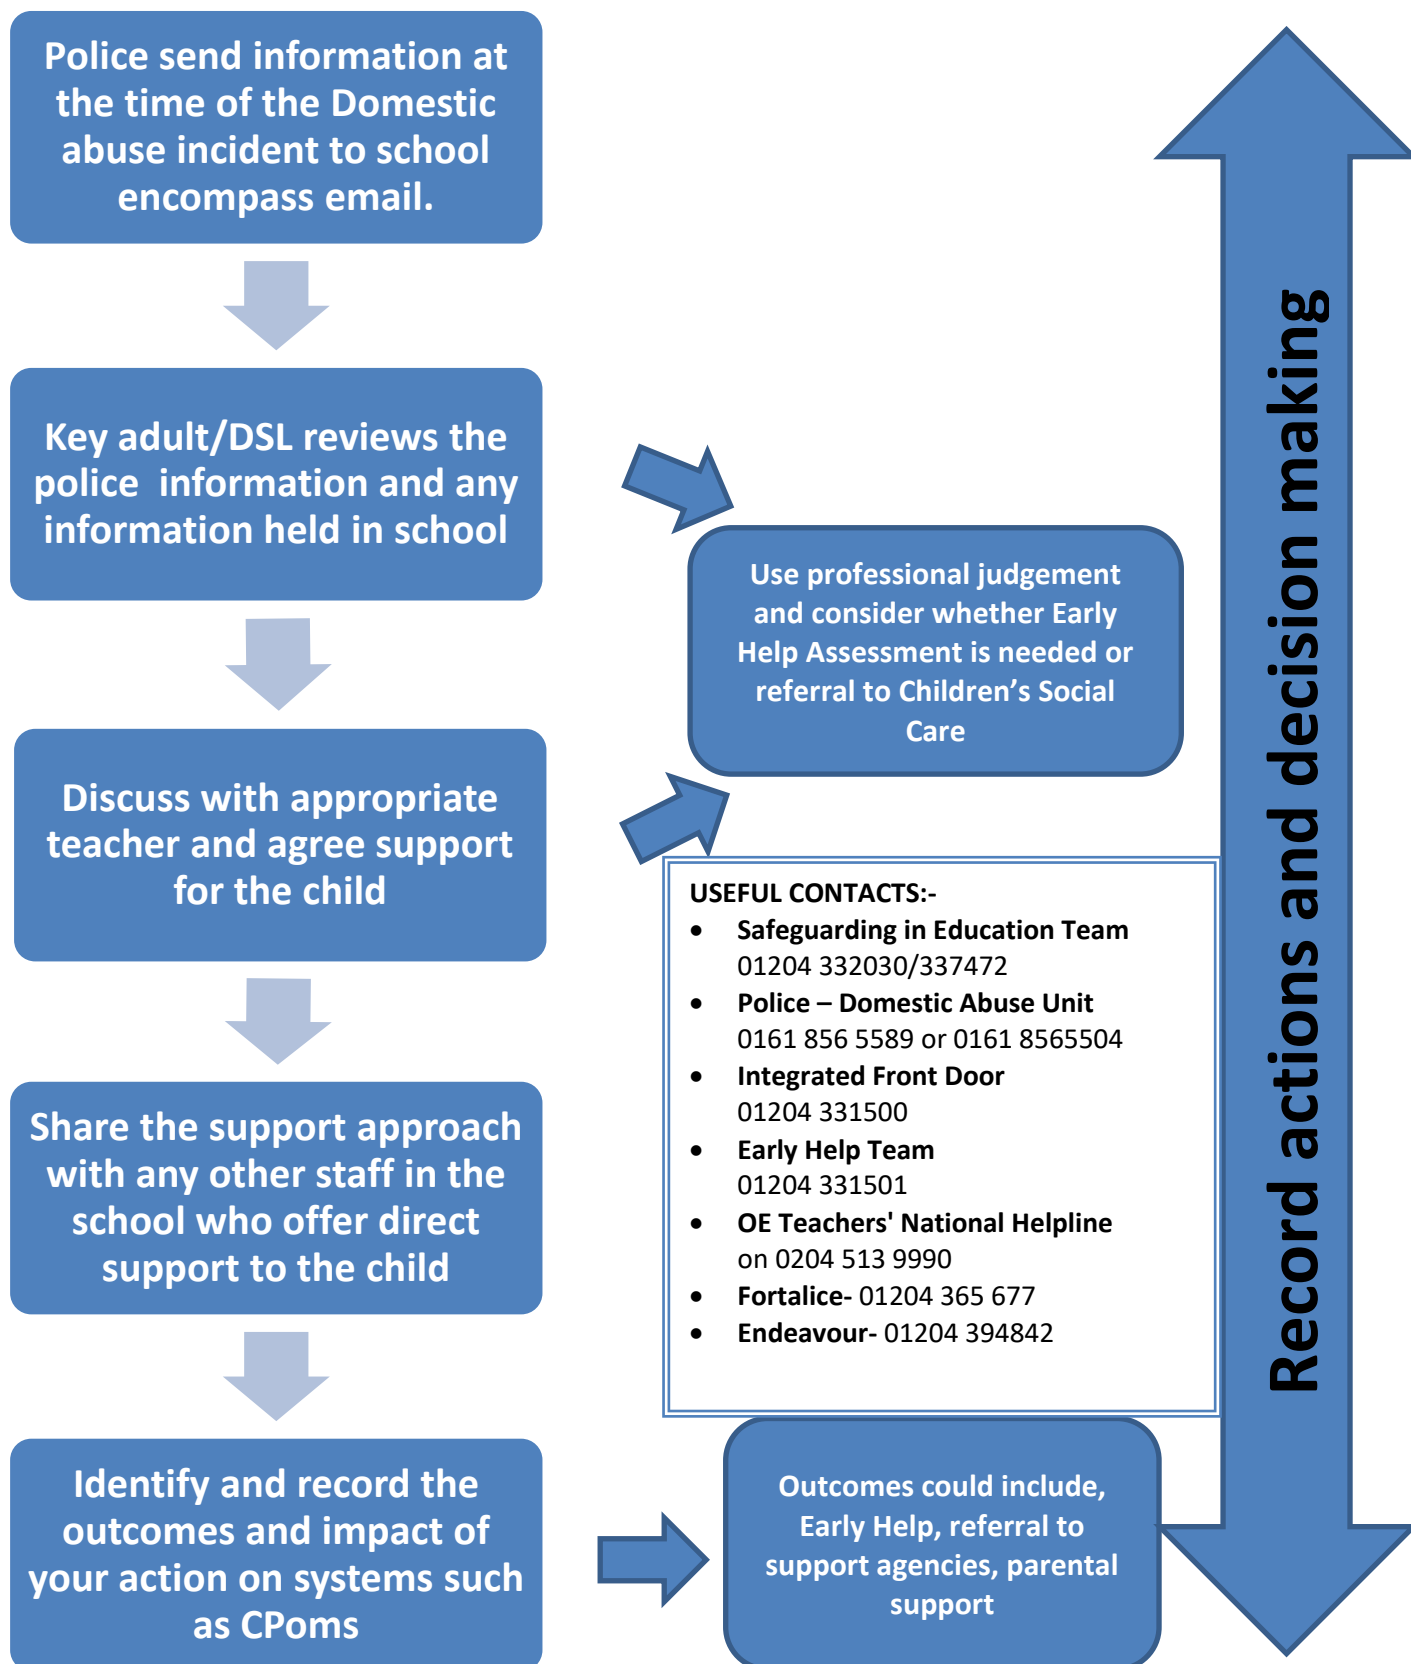 Police send information at
the time of the Domestic
abuse incident to school
encompass email.
Key adult/DSL reviews the
police  information and any
information held in school
Use professional judgement
and consider whether Early
Help Assessment is needed or
referral to Children’s Social
Care
Discuss with appropriate
teacher and agree support
for the child
USEFUL CONTACTS:-
• Safeguarding in Education Team
01204 332030/337472
• Police – Domestic Abuse Unit
0161 856 5589 or 0161 8565504
• Integrated Front Door
01204 331500
• Early Help Team
01204 331501
• OE Teachers' National Helpline
on 0204 513 9990
• Fortalice- 01204 365 677
• Endeavour- 01204 394842
Share the support approach
with any other staff in the
school who offer direct
support to the child
Identify and record the
outcomes and impact of
your action on systems such
as CPoms
Outcomes could include,
Early Help, referral to
support agencies, parental
support
Record actions and decision making